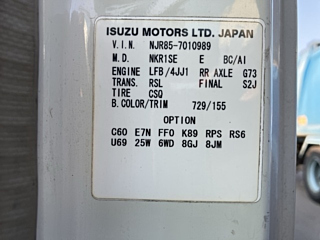 ISUZU MOTORS LTD. JAPAN
V.I.N. NJR85-7010989
M.D. NKR1SE E BC/AI
ENGINE LFB/4JJ1 RR AXLE G73
TRANS. RSL FINAL S2J
TIRE CSQ
B.COLOR/TRIM 729/155
OPTION
C60 E7N FFO K89 RPS RS6
U69 25W 6WD 8GJ 8JM